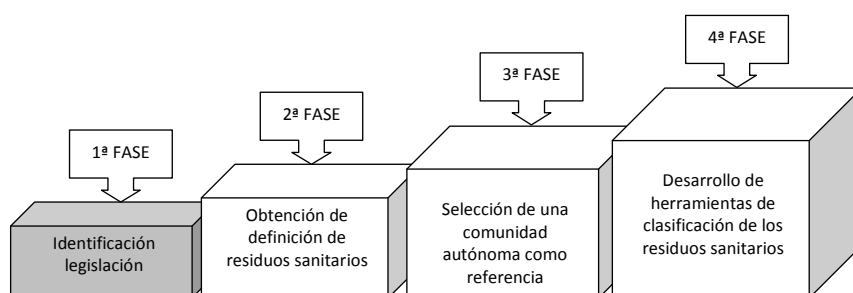 1ª FASE
Identificación
legislación
2ª FASE
Obtención de
definición de
residuos sanitarios
3ª FASE
Selección de una
comunidad
autónoma como
referencia
4ª FASE
Desarrollo de
herramientas de
clasificación de los
residuos sanitarios